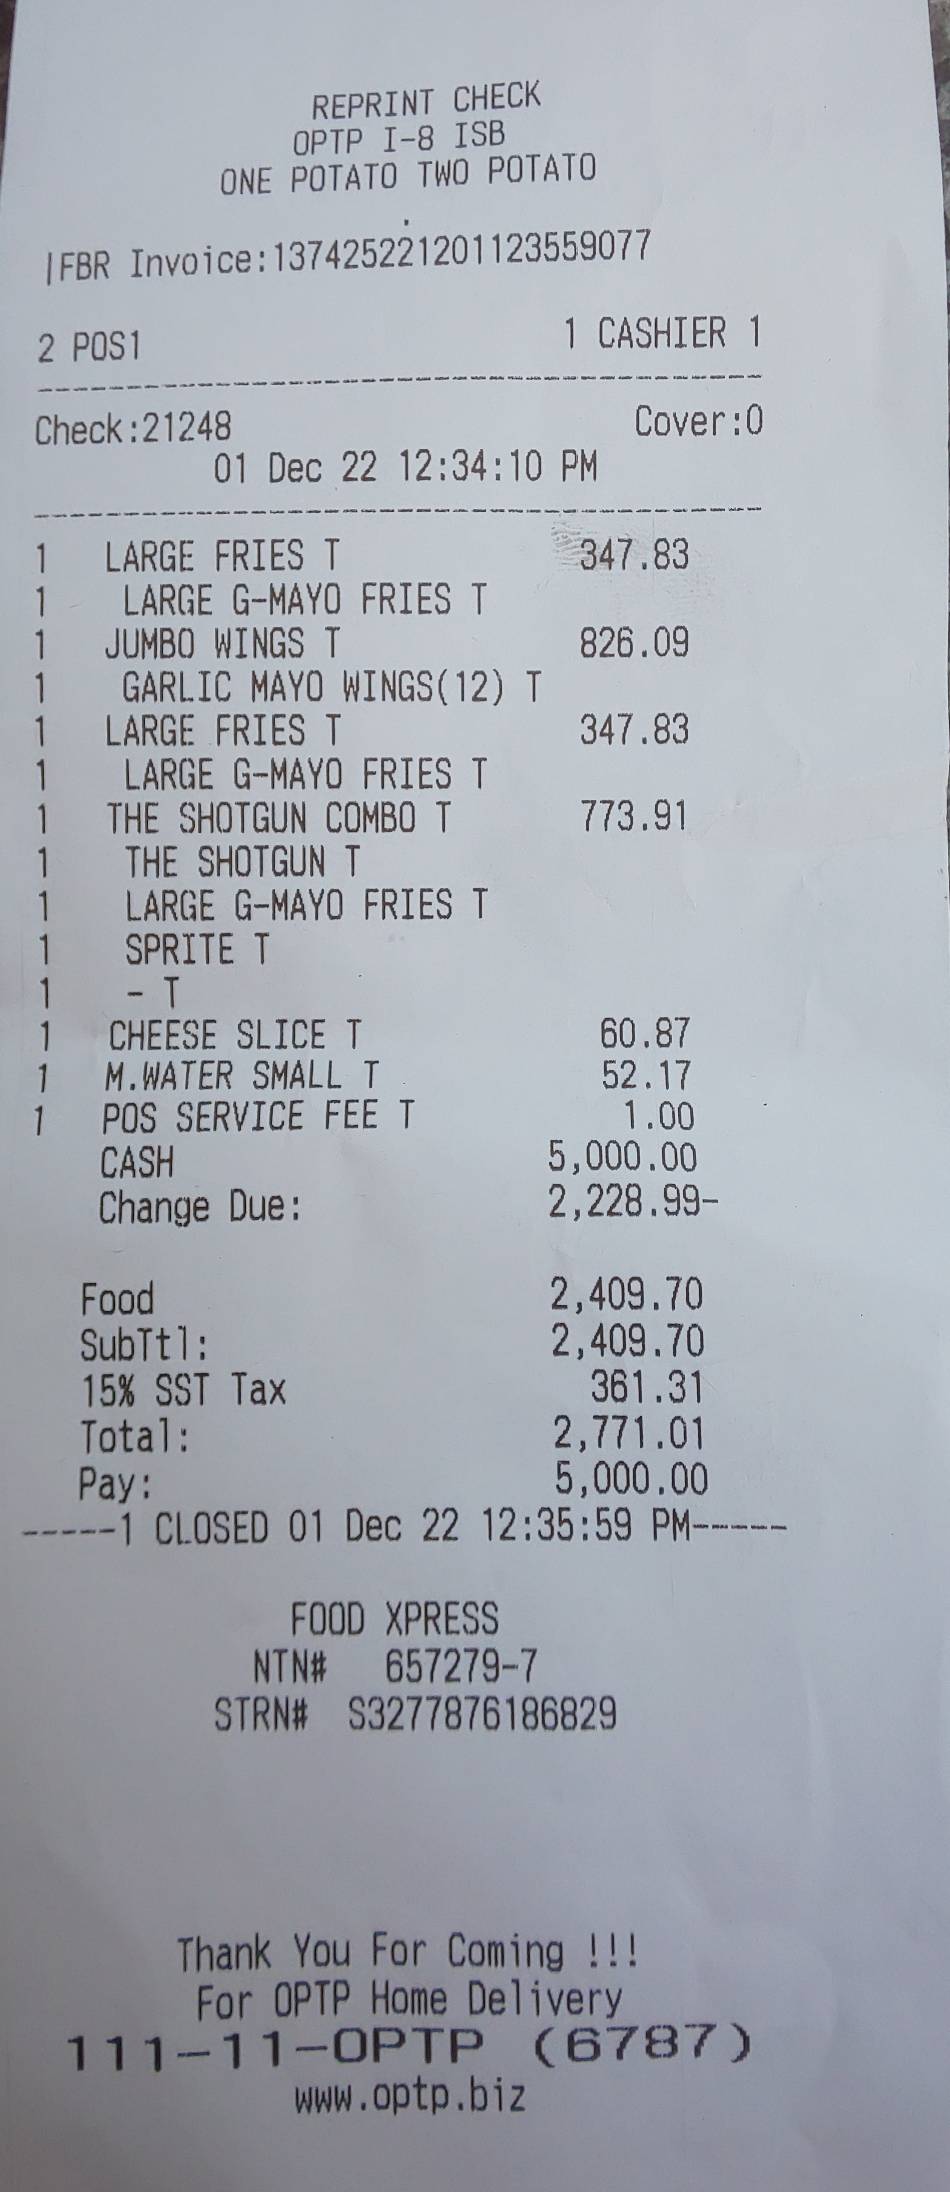 REPRINT CHECK
OPTP I-8 ISB
ONE POTATO TWO POTATO
|FBR Invoice:137425221201123559077
2 POS1 1 CASHIER 1
--------------------------------------------
Check:21248 Cover:0
01 Dec 22 12:34:10 PM
--------------------------------------------
1 LARGE FRIES T 347.83
1 LARGE G-MAYO FRIES T
1 JUMBO WINGS T 826.09
1 GARLIC MAYO WINGS(12) T
1 LARGE FRIES T 347.83
1 LARGE G-MAYO FRIES T
1 THE SHOTGUN COMBO T 773.91
1 THE SHOTGUN T
1 LARGE G-MAYO FRIES T
1 SPRITE T
1 - T
1 CHEESE SLICE T 60.87
1 M.WATER SMALL T 52.17
1 POS SERVICE FEE T 1.00
CASH 5,000.00
Change Due: 2,228.99-
Food 2,409.70
SubTtl: 2,409.70
15% SST Tax 361.31
Total: 2,771.01
Pay: 5,000.00
-----1 CLOSED 01 Dec 22 12:35:59 PM-----
FOOD XPRESS
NTN# 657279-7
STRN# S3277876186829
Thank You For Coming !!!
For OPTP Home Delivery
111-11-OPTP (6787)
www.optp.biz